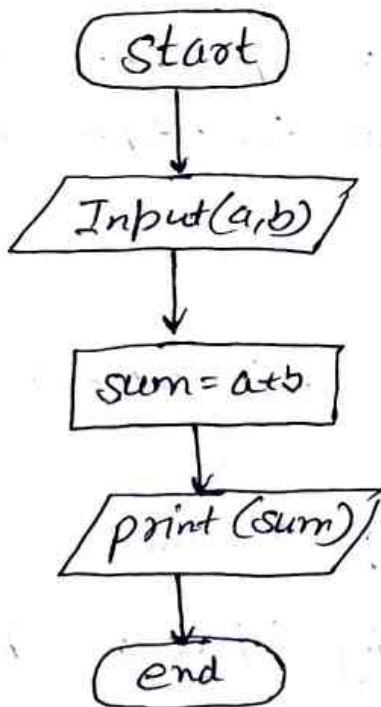 Start
Input(a,b)
sum = a+b
print (sum)
end